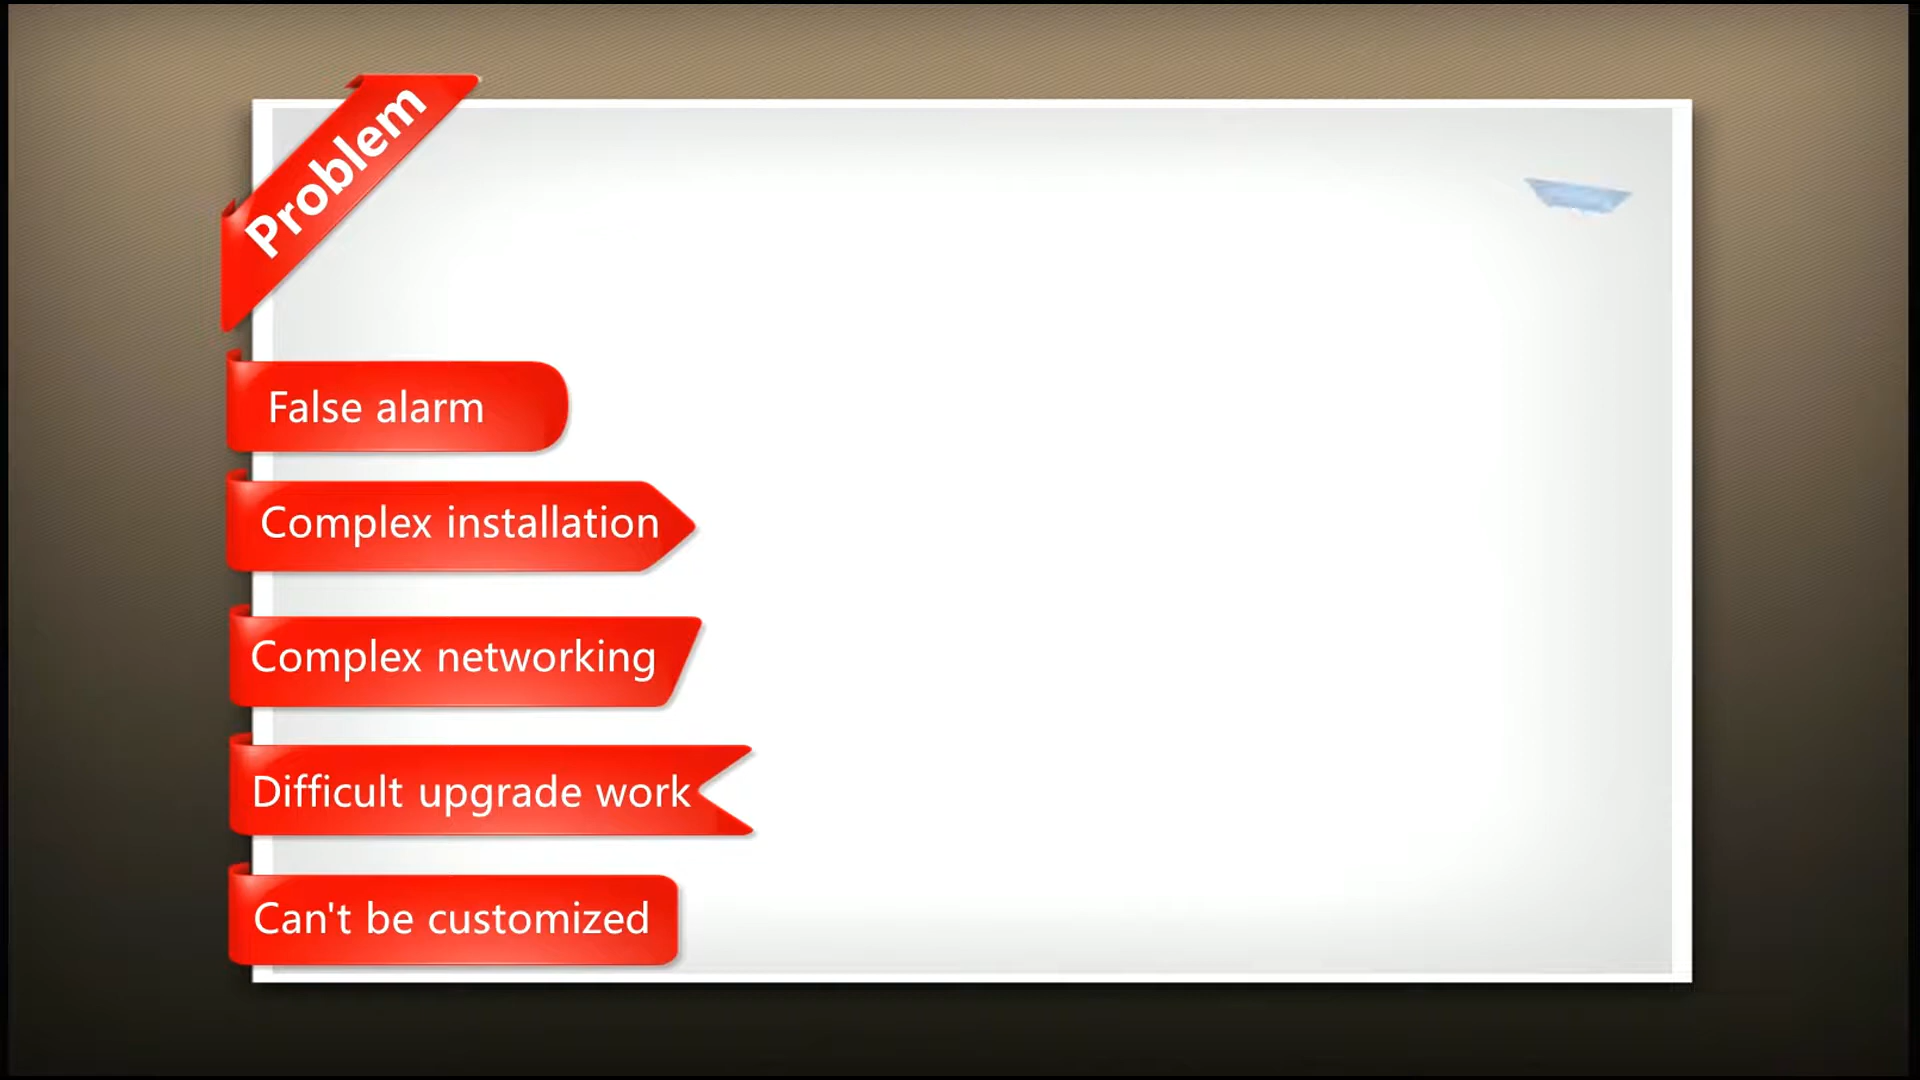 Problem
False alarm
Complex installation
Complex networking
Difficult upgrade work
Can't be customized